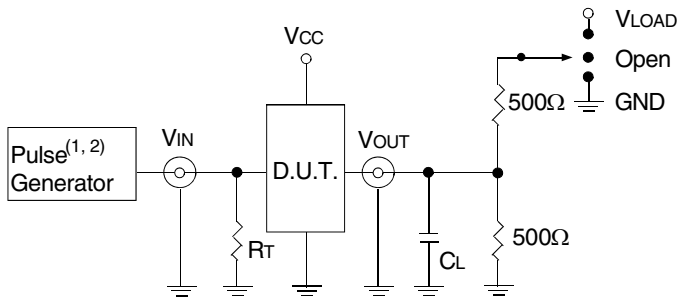 VLOAD
VCC
Open
500Ω
GND
VIN
VOUT
Pulse(1, 2)
Generator
D.U.T.
RT
CL
500Ω